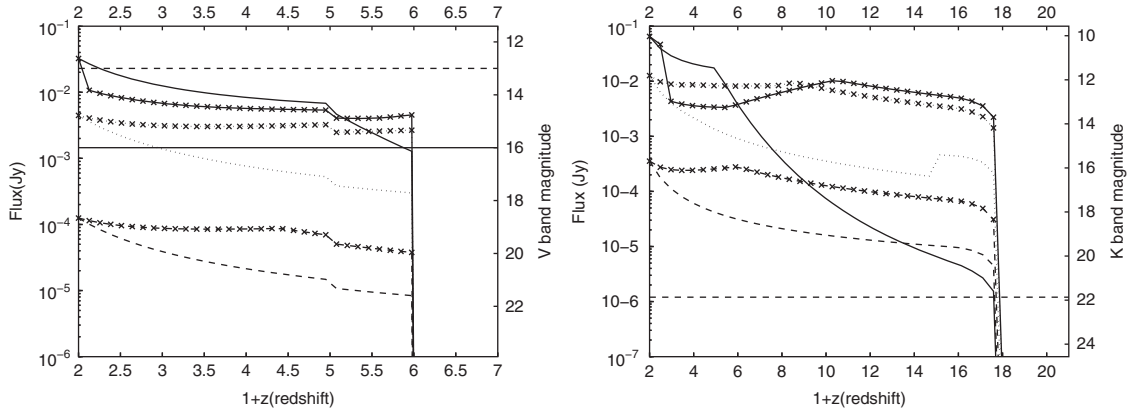 10⁻¹
10⁻²
10⁻³
10⁻⁴
10⁻⁵
10⁻⁶
Flux(Jy)
2 2.5 3 3.5 4 4.5 5 5.5 6 6.5 7
2 2.5 3 3.5 4 4.5 5 5.5 6 6.5 7
1+z(redshift)
12
14
16
18
20
22
V band magnitude
10⁻¹
10⁻²
10⁻³
10⁻⁴
10⁻⁵
10⁻⁶
10⁻⁷
Flux (Jy)
2 4 6 8 10 12 14 16 18 20
2 4 6 8 10 12 14 16 18 20
1+z(redshift)
10
12
14
16
18
20
22
24
K band magnitude